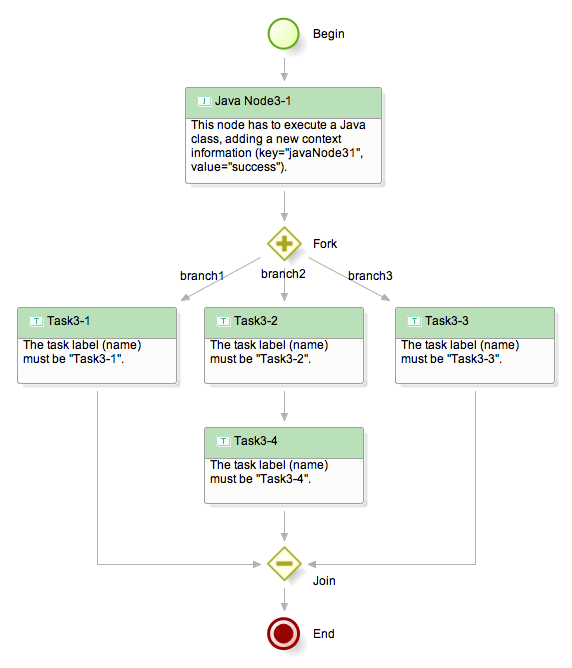 Begin
J Java Node3-1
This node has to execute a Java
class, adding a new context
information (key="javaNode31",
value="success").
Fork
branch1
branch2
branch3
T Task3-1
The task label (name)
must be "Task3-1".
T Task3-2
The task label (name)
must be "Task3-2".
T Task3-3
The task label (name)
must be "Task3-3".
T Task3-4
The task label (name)
must be "Task3-4".
Join
End